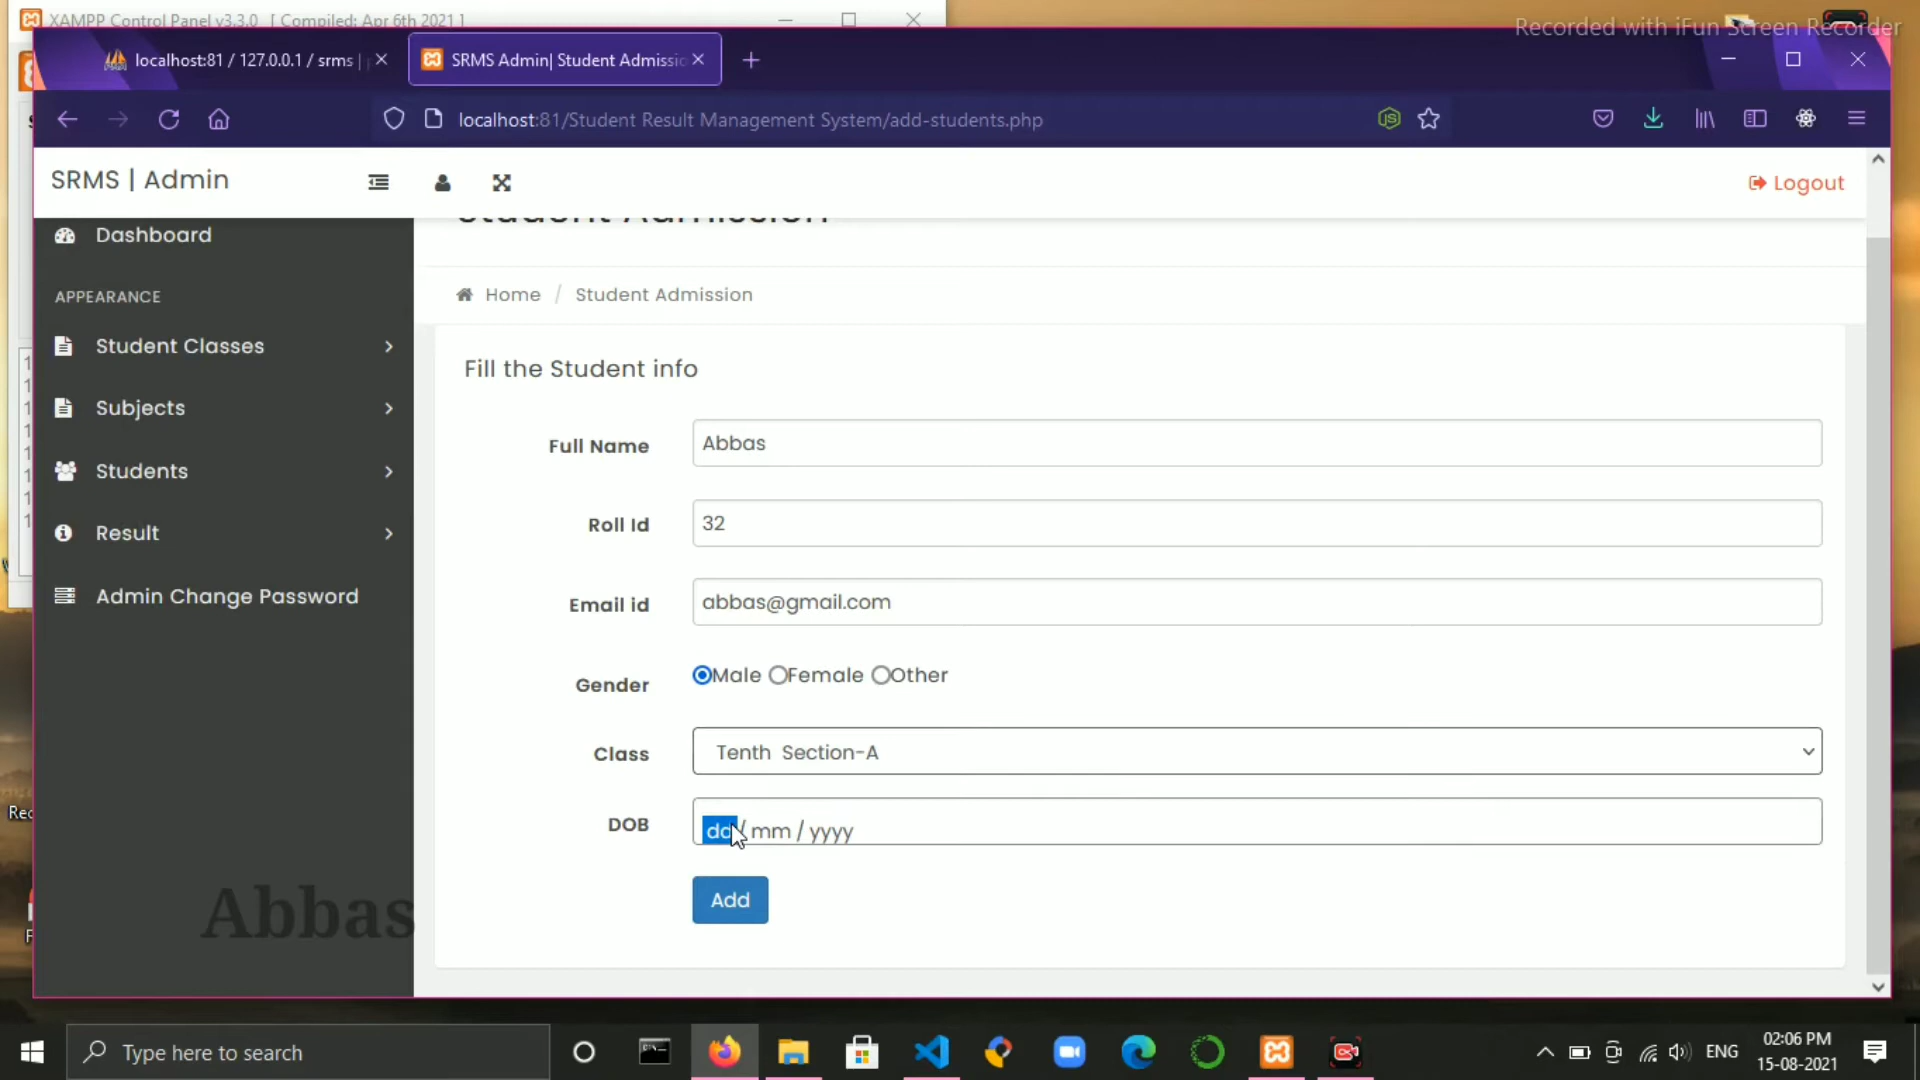 XAMPP Control Panel v3.3.0 [ Compiled: Apr 6th 2021 ]
Recorded with iFun Screen Recorder
localhost:81 / 127.0.0.1 / srms |
SRMS Admin| Student Admissio
localhost:81/Student Result Management System/add-students.php
SRMS | Admin
Logout
Student Admission
Dashboard
Home / Student Admission
APPEARANCE
Student Classes
Subjects
Students
Result
Admin Change Password
Fill the Student info
Full Name
Abbas
Roll Id
32
Email id
abbas@gmail.com
Gender
Male Female Other
Class
Tenth Section-A
DOB
dd / mm / yyyy
Add
Abbas
Type here to search
ENG
02:06 PM
15-08-2021